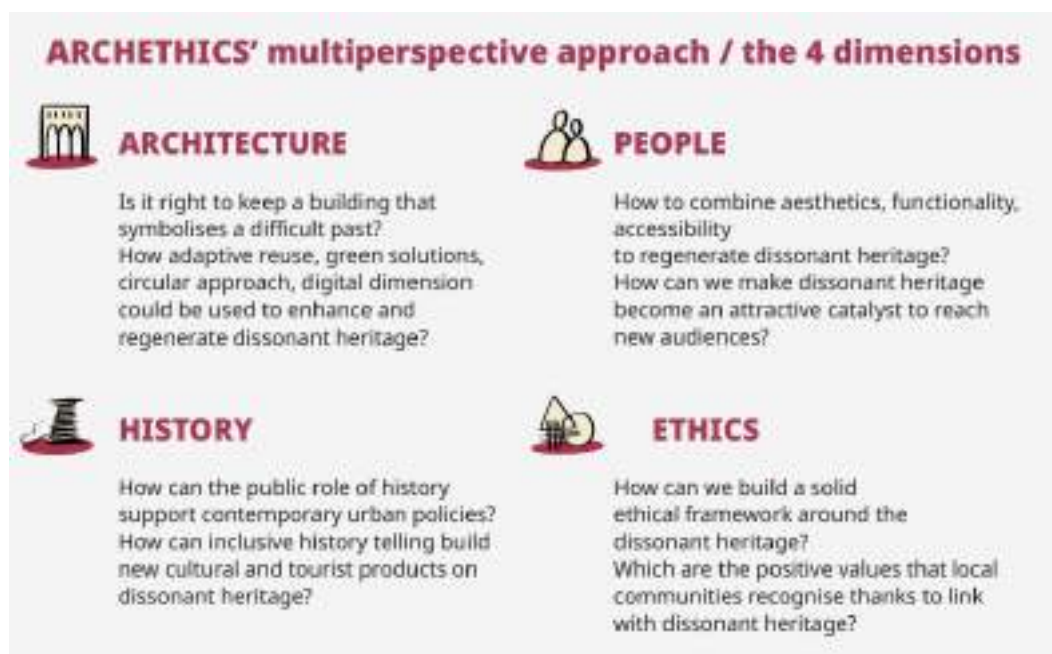 ARCHETHICS' multiperspective approach / the 4 dimensions
ARCHITECTURE
Is it right to keep a building that
symbolises a difficult past?
How adaptive reuse, green solutions,
circular approach, digital dimension
could be used to enhance and
regenerate dissonant heritage?
PEOPLE
How to combine aesthetics, functionality,
accessibility
to regenerate dissonant heritage?
How can we make dissonant heritage
become an attractive catalyst to reach
new audiences?
HISTORY
How can the public role of history
support contemporary urban policies?
How can inclusive history telling build
new cultural and tourist products on
dissonant heritage?
ETHICS
How can we build a solid
ethical framework around the
dissonant heritage?
Which are the positive values that local
communities recognise thanks to link
with dissonant heritage?